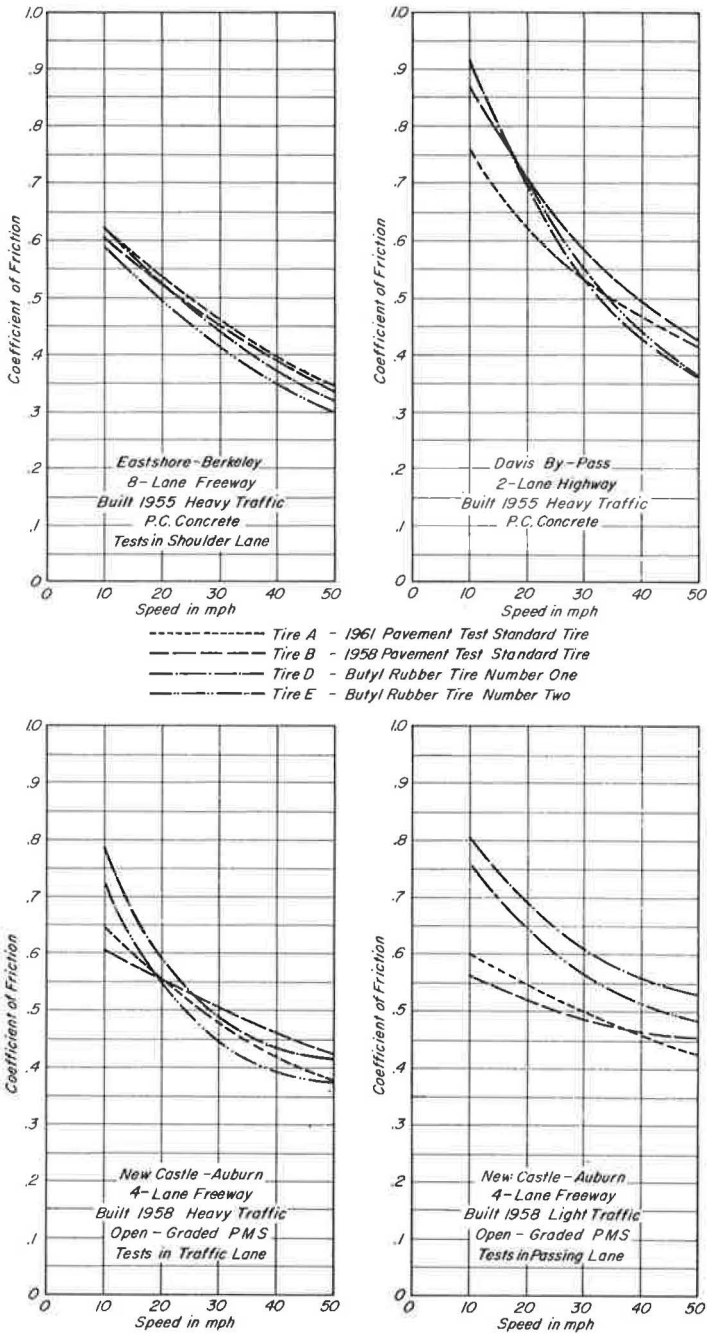 1.0
.9
.8
.7
.6
.5
.4
.3
.2
.1
0
Coefficient of Friction
Eastshore-Berkeley
8-Lane Freeway
Built 1955 Heavy Traffic
P.C. Concrete
Tests in Shoulder Lane
0 10 20 30 40 50
Speed in mph
1.0
.9
.8
.7
.6
.5
.4
.3
.2
.1
0
Coefficient of Friction
Davis By-Pass
2-Lane Highway
Built 1955 Heavy Traffic
P.C. Concrete
0 10 20 30 40 50
Speed in mph
Tire A - 1961 Pavement Test Standard Tire
Tire B - 1958 Pavement Test Standard Tire
Tire D - Butyl Rubber Tire Number One
Tire E - Butyl Rubber Tire Number Two
1.0
.9
.8
.7
.6
.5
.4
.3
.2
.1
0
Coefficient of Friction
New Castle-Auburn
4-Lane Freeway
Built 1958 Heavy Traffic
Open-Graded PMS
Tests in Traffic Lane
0 10 20 30 40 50
Speed in mph
1.0
.9
.8
.7
.6
.5
.4
.3
.2
.1
0
Coefficient of Friction
New Castle-Auburn
4-Lane Freeway
Built 1958 Light Traffic
Open-Graded PMS
Tests in Passing Lane
0 10 20 30 40 50
Speed in mph